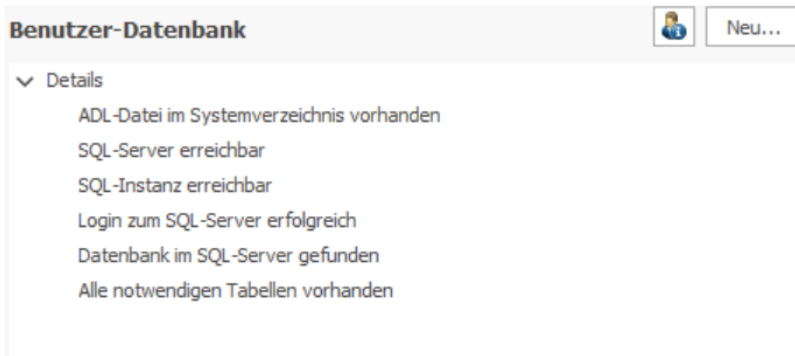 Benutzer-Datenbank
Neu...
Details
ADL-Datei im Systemverzeichnis vorhanden
SQL-Server erreichbar
SQL-Instanz erreichbar
Login zum SQL-Server erfolgreich
Datenbank im SQL-Server gefunden
Alle notwendigen Tabellen vorhanden